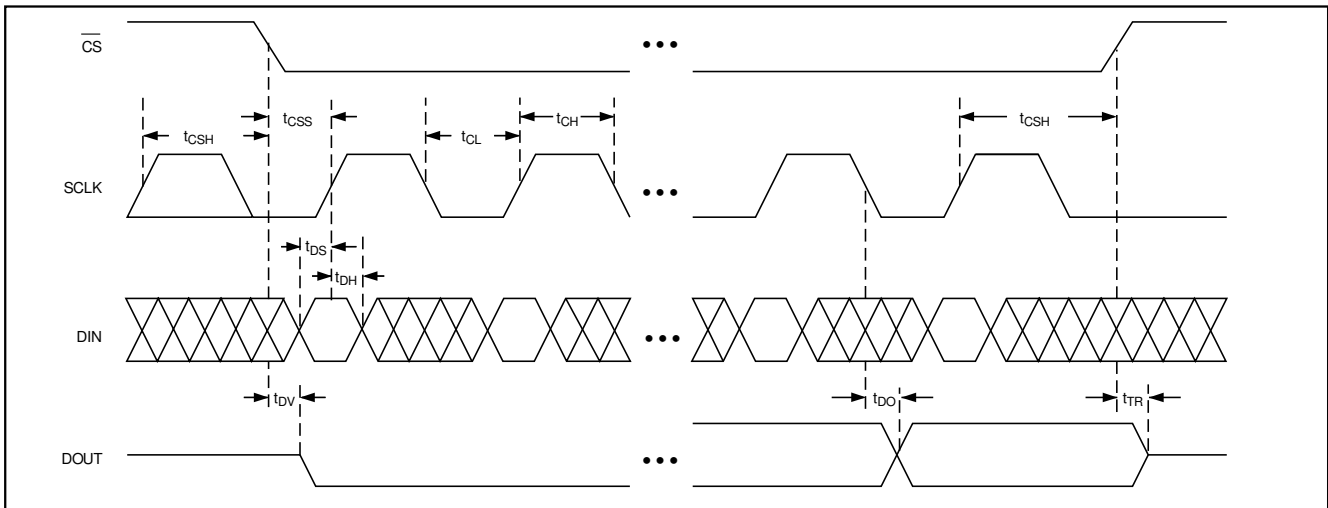 CS
•••
tCSH
tCSS
tCL
tCH
tCSH
SCLK
•••
tDS
tDH
DIN
•••
tDV
tDO
tTR
DOUT
•••